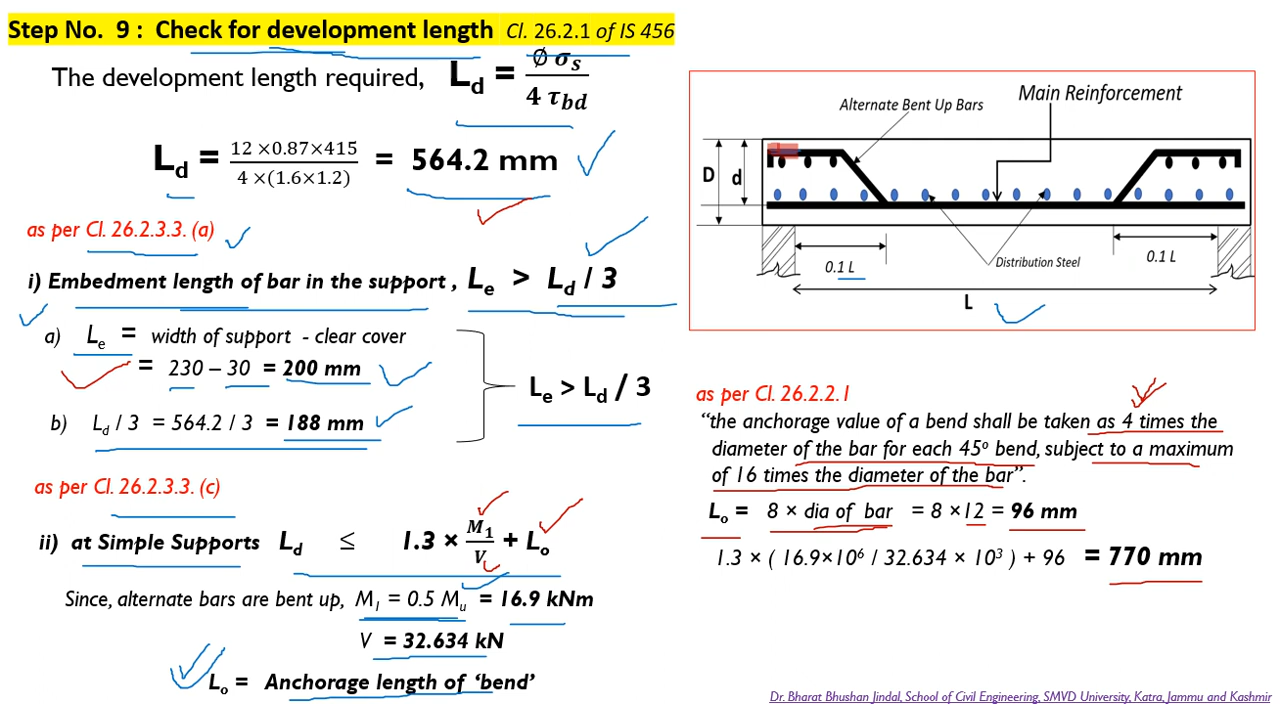 Step No. 9 : Check for development length Cl. 26.2.1 of IS 456
The development length required, Ld = Ø σs / 4 τbd
Ld = 12 ×0.87×415 / 4 ×(1.6×1.2) = 564.2 mm
as per Cl. 26.2.3.3. (a)
i) Embedment length of bar in the support , Le > Ld / 3
a) Le = width of support - clear cover
= 230 – 30 = 200 mm
b) Ld / 3 = 564.2 / 3 = 188 mm
Le > Ld / 3
as per Cl. 26.2.3.3. (c)
ii) at Simple Supports Ld ≤ 1.3 × M1 / V + Lo
Since, alternate bars are bent up, M1 = 0.5 Mu = 16.9 kNm
V = 32.634 kN
Lo = Anchorage length of ‘bend’
Alternate Bent Up Bars
Main Reinforcement
D
d
0.1 L
Distribution Steel
0.1 L
L
as per Cl. 26.2.2.1
“the anchorage value of a bend shall be taken as 4 times the
diameter of the bar for each 45° bend, subject to a maximum
of 16 times the diameter of the bar”.
Lo = 8 × dia of bar = 8 ×12 = 96 mm
1.3 × ( 16.9×10⁶ / 32.634 × 10³ ) + 96 = 770 mm
Dr. Bharat Bhushan Jindal, School of Civil Engineering, SMVD University, Katra, Jammu and Kashmir